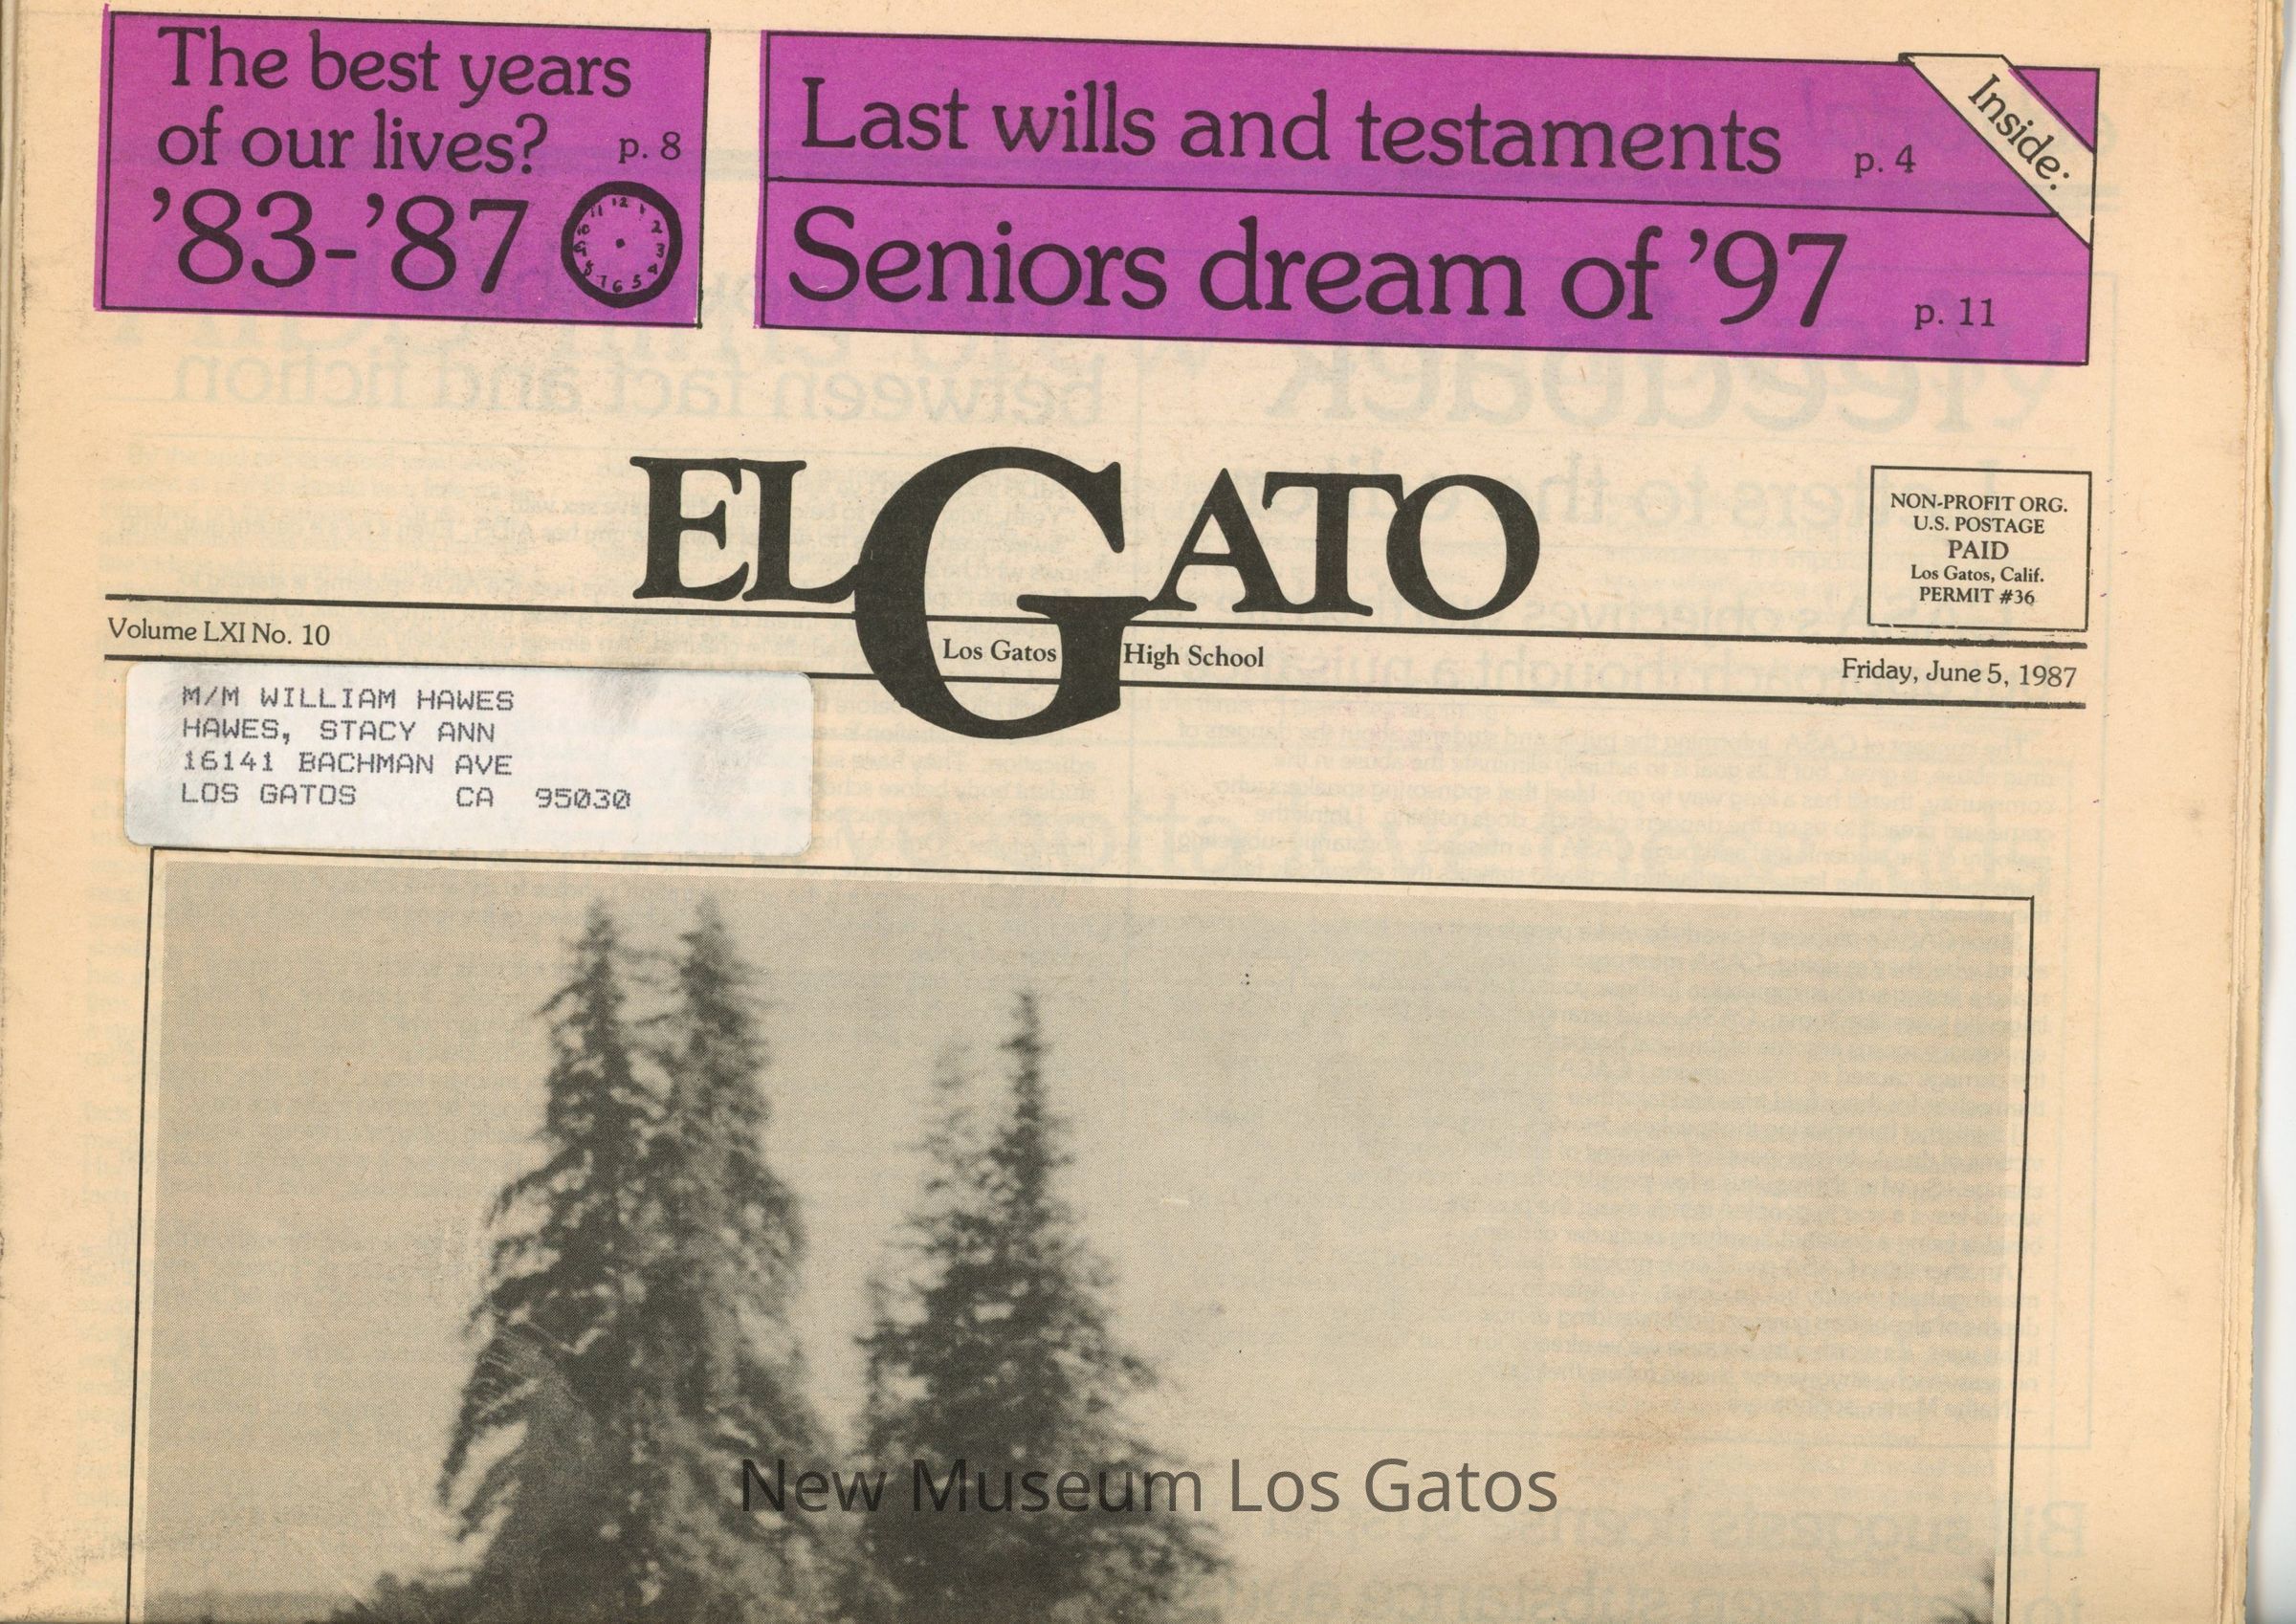 The best years
of our lives? p. 8
'83-'87
Inside:
Last wills and testaments p. 4
Seniors dream of '97 p. 11
EL GATO
NON-PROFIT ORG.
U.S. POSTAGE
PAID
Los Gatos, Calif.
PERMIT #36
Volume LXI No. 10
Los Gatos High School
Friday, June 5, 1987
M/M WILLIAM HAWES
HAWES, STACY ANN
16141 BACHMAN AVE
LOS GATOS CA 95030
New Museum Los Gatos